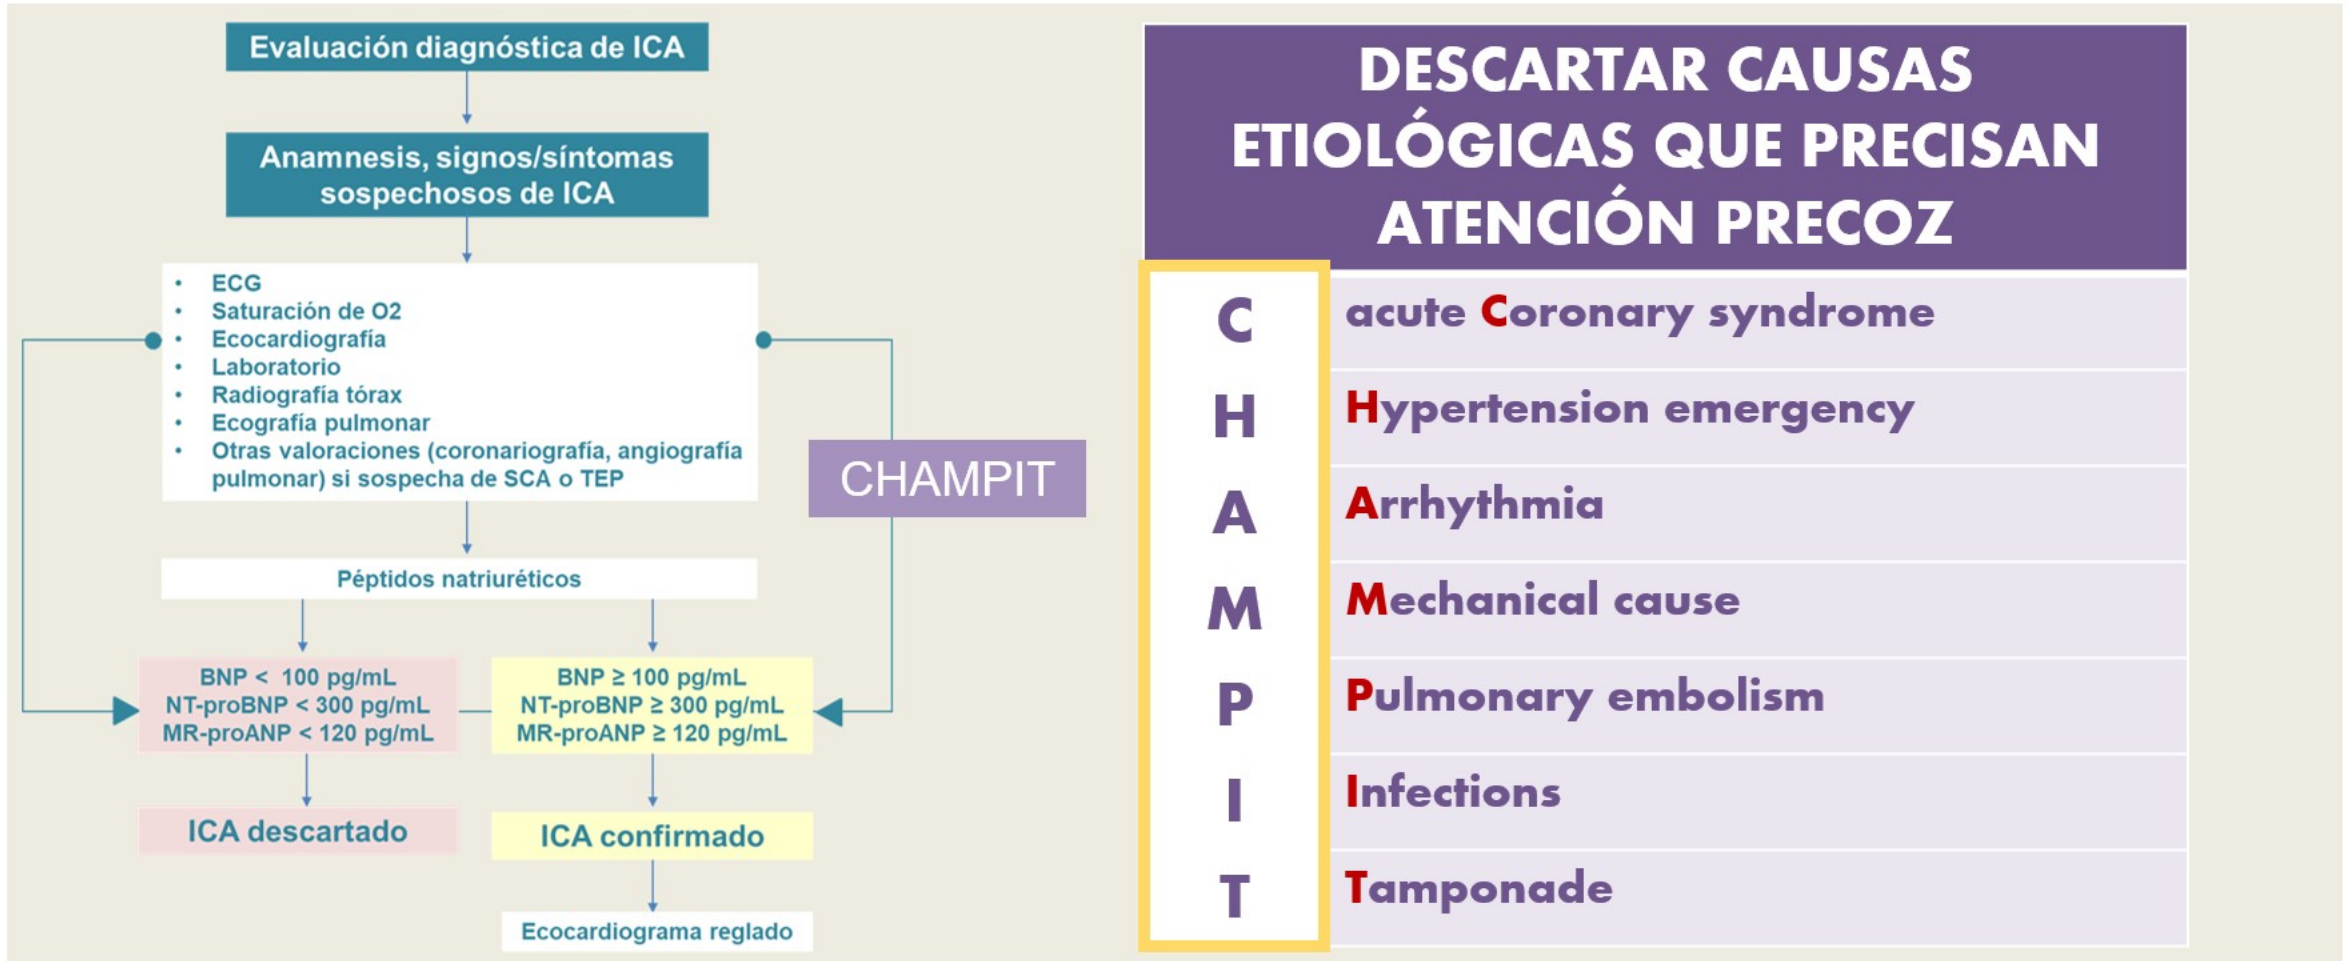 Evaluación diagnóstica de ICA
Anamnesis, signos/síntomas
sospechosos de ICA
• ECG
• Saturación de O2
• Ecocardiografía
• Laboratorio
• Radiografía tórax
• Ecografía pulmonar
• Otras valoraciones (coronariografía, angiografía
pulmonar) si sospecha de SCA o TEP
CHAMPIT
Péptidos natriuréticos
BNP < 100 pg/mL
NT-proBNP < 300 pg/mL
MR-proANP < 120 pg/mL
BNP ≥ 100 pg/mL
NT-proBNP ≥ 300 pg/mL
MR-proANP ≥ 120 pg/mL
ICA descartado
ICA confirmado
Ecocardiograma reglado
DESCARTAR CAUSAS
ETIOLÓGICAS QUE PRECISAN
ATENCIÓN PRECOZ
C acute Coronary syndrome
H Hypertension emergency
A Arrhythmia
M Mechanical cause
P Pulmonary embolism
I Infections
T Tamponade